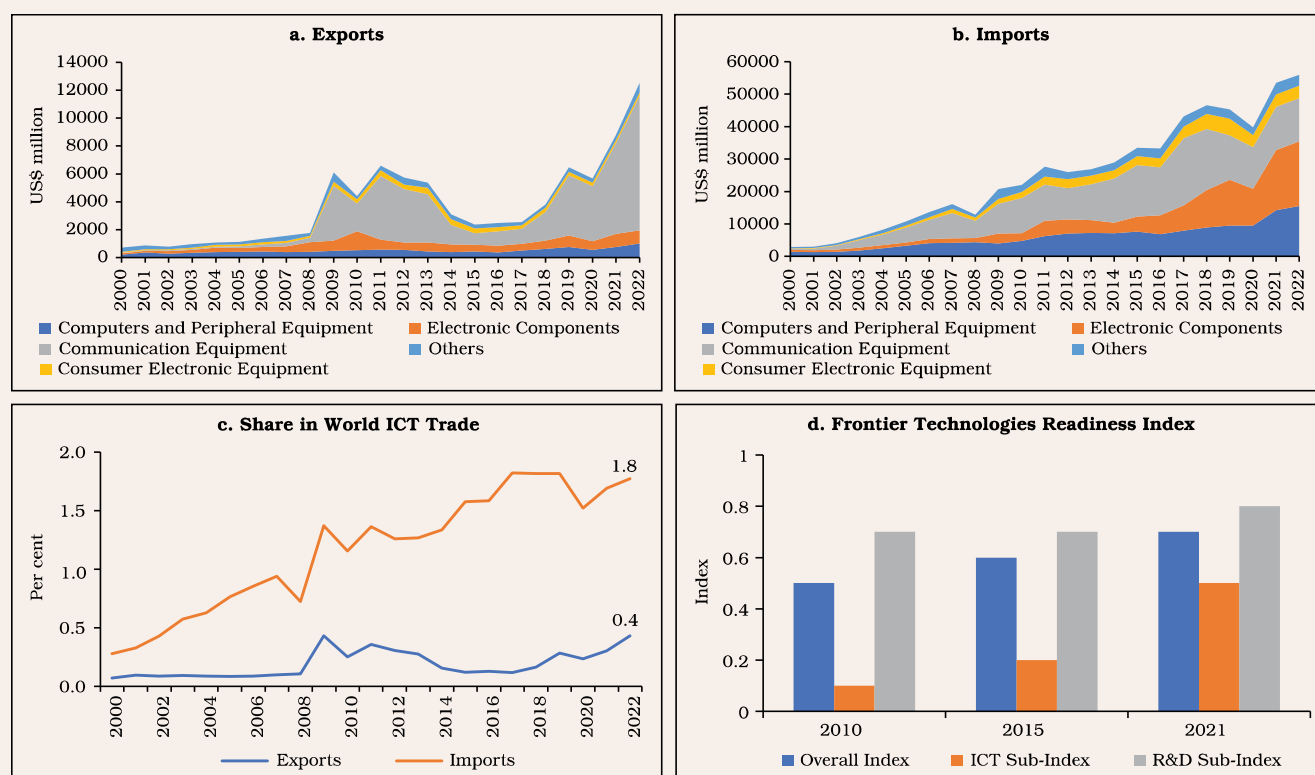 a. Exports
US$ million
14000
12000
10000
8000
6000
4000
2000
0
2000 2001 2002 2003 2004 2005 2006 2007 2008 2009 2010 2011 2012 2013 2014 2015 2016 2017 2018 2019 2020 2021 2022
Computers and Peripheral Equipment Electronic Components
Communication Equipment Others
Consumer Electronic Equipment
b. Imports
US$ million
60000
50000
40000
30000
20000
10000
0
2000 2001 2002 2003 2004 2005 2006 2007 2008 2009 2010 2011 2012 2013 2014 2015 2016 2017 2018 2019 2020 2021 2022
Computers and Peripheral Equipment Electronic Components
Communication Equipment Others
Consumer Electronic Equipment
c. Share in World ICT Trade
Per cent
2.0
1.5
1.0
0.5
0.0
1.8
0.4
2000 2002 2004 2006 2008 2010 2012 2014 2016 2018 2020 2022
Exports Imports
d. Frontier Technologies Readiness Index
Index
1
0.8
0.6
0.4
0.2
0
2010 2015 2021
Overall Index ICT Sub-Index R&D Sub-Index